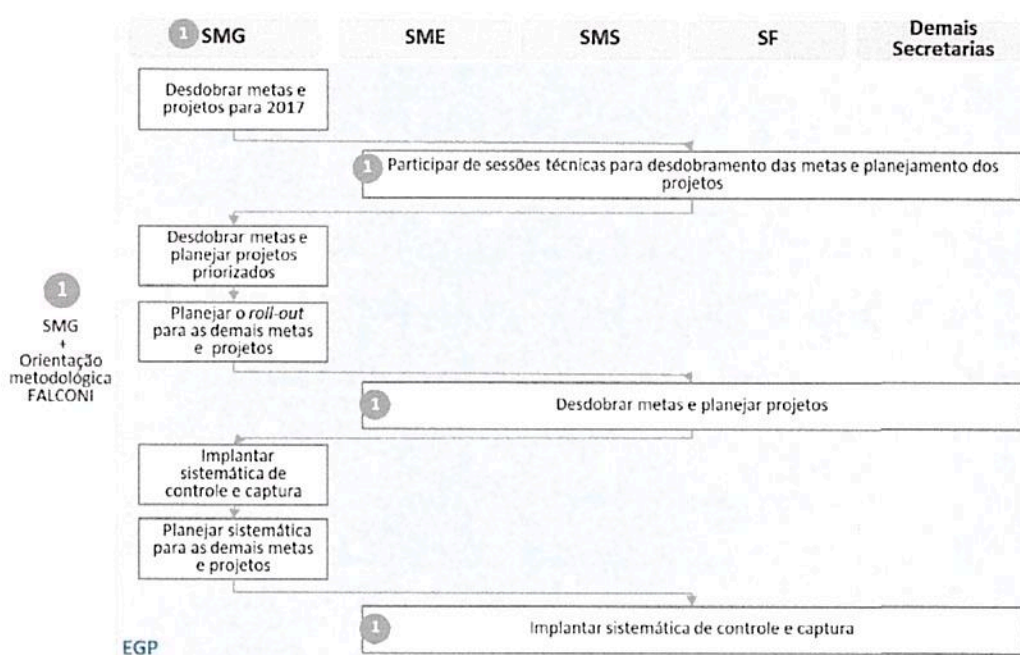 1 SMG SME SMS SF Demais
Secretarias
Desdobrar metas e
projetos para 2017
1 Participar de sessões técnicas para desdobramento das metas e planejamento dos
projetos
Desdobrar metas e
planejar projetos
priorizados
1
SMG
+
Orientação
metodológica
FALCONI
Planejar o roll-out
para as demais metas
e projetos
1 Desdobrar metas e planejar projetos
Implantar
sistemática de
controle e captura
Planejar sistemática
para as demais metas
e projetos
1 Implantar sistemática de controle e captura
EGP